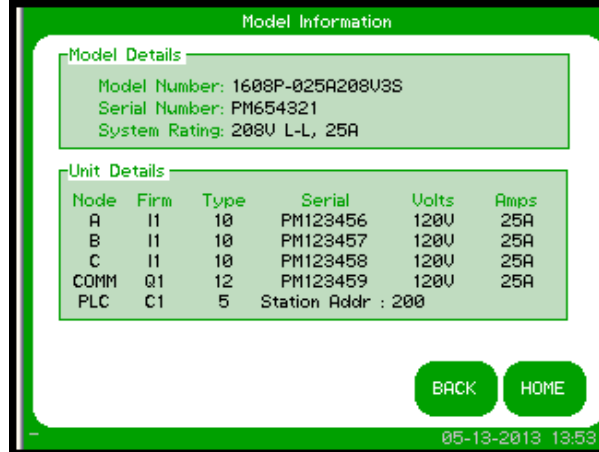 Model Information
Model Details
Model Number: 1608P-025A208V3S
Serial Number: PM654321
System Rating: 208V L-L, 25A
Unit Details
Node Firm Type Serial Volts Amps
A I1 10 PM123456 120V 25A
B I1 10 PM123457 120V 25A
C I1 10 PM123458 120V 25A
COMM Q1 12 PM123459 120V 25A
PLC C1 5 Station Addr : 200
BACK HOME
05-13-2013 13:53